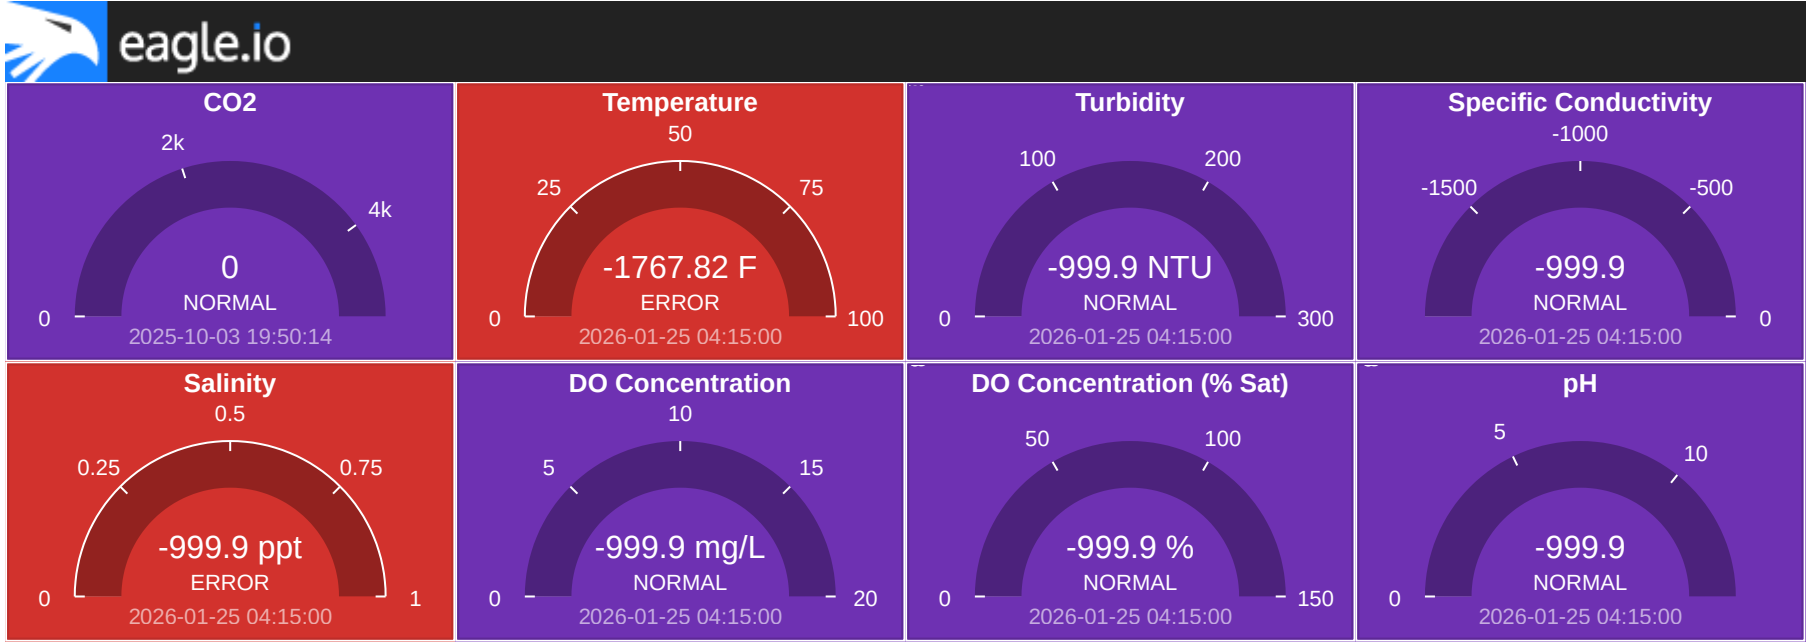 eagle.io
CO2
2k
4k
0
0
NORMAL
2025-10-03 19:50:14
Temperature
50
25
75
-1767.82 F
ERROR
0
100
2026-01-25 04:15:00
Turbidity
100
200
-999.9 NTU
NORMAL
0
300
2026-01-25 04:15:00
Specific Conductivity
-1000
-1500
-500
-999.9
NORMAL
0
2026-01-25 04:15:00
Salinity
0.5
0.25
0.75
-999.9 ppt
ERROR
0
1
2026-01-25 04:15:00
DO Concentration
10
5
15
-999.9 mg/L
NORMAL
0
20
2026-01-25 04:15:00
DO Concentration (% Sat)
50
100
-999.9 %
NORMAL
0
150
2026-01-25 04:15:00
pH
5
10
-999.9
NORMAL
0
2026-01-25 04:15:00